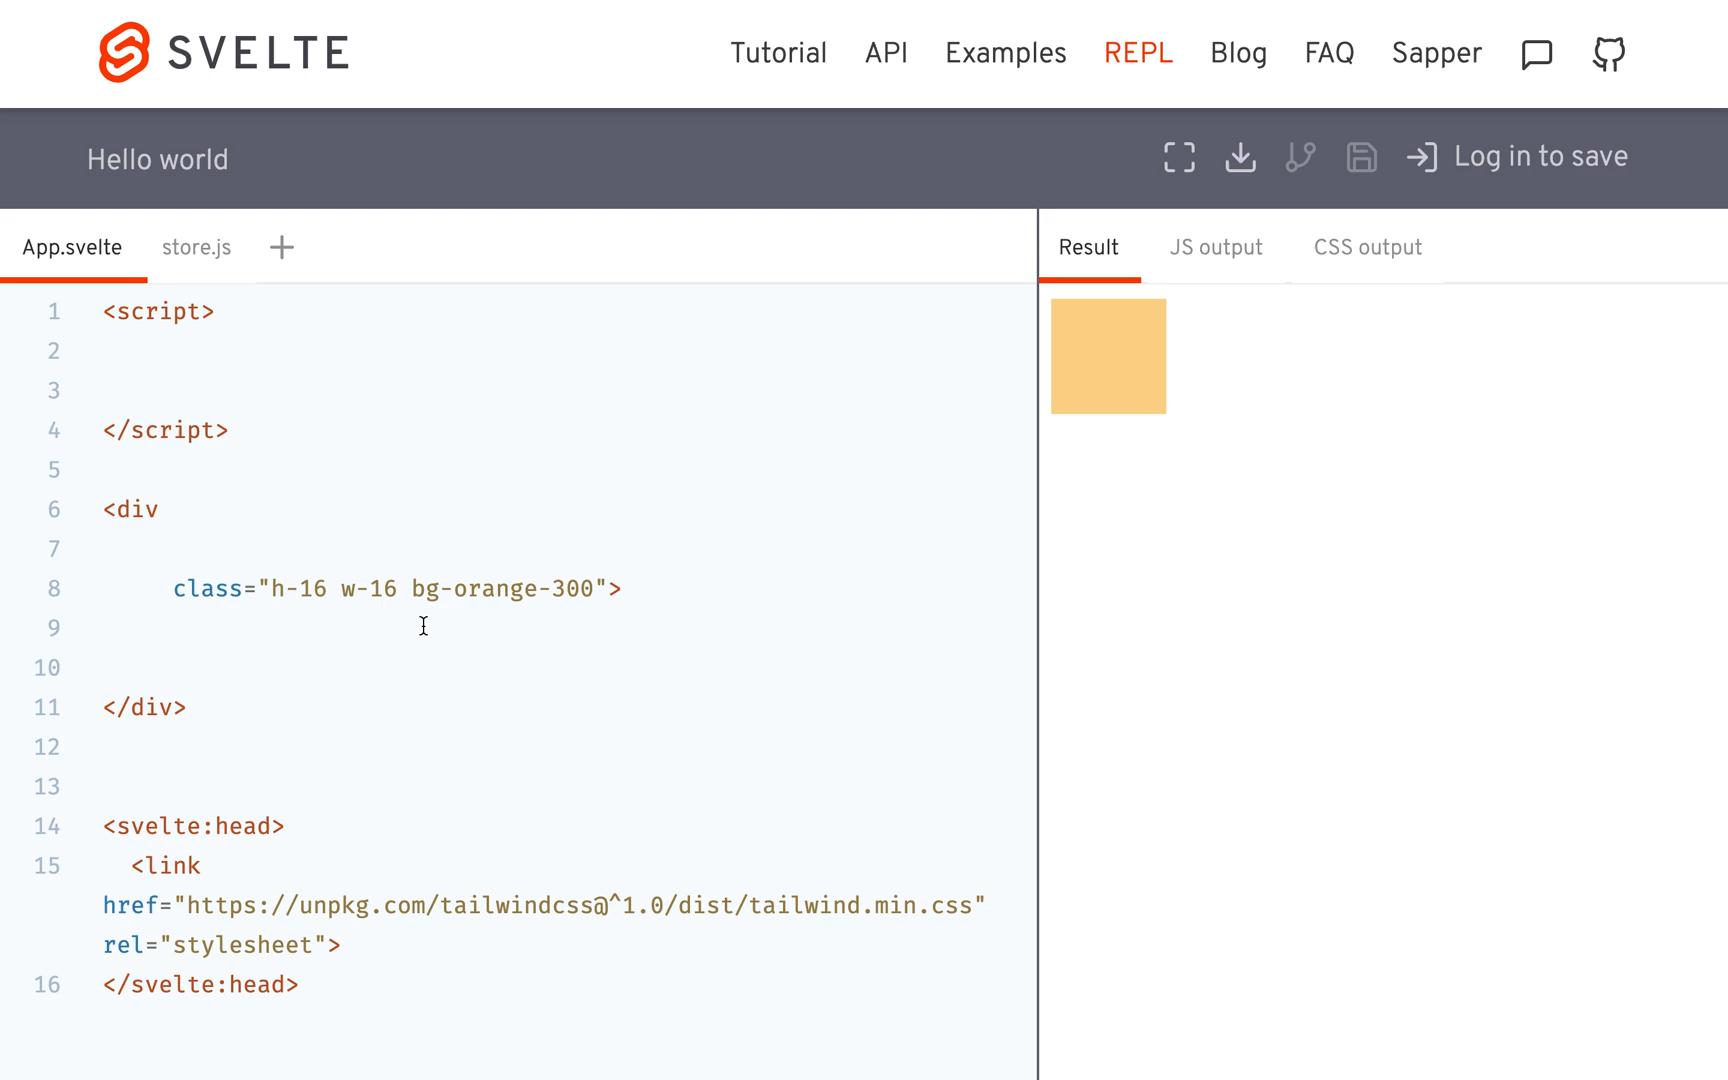 SVELTE
Tutorial API Examples REPL Blog FAQ Sapper
Hello world
Log in to save
App.svelte store.js +
Result JS output CSS output
1 <script>
2
3
4 </script>
5
6 <div
7
8 class="h-16 w-16 bg-orange-300">
9
10
11 </div>
12
13
14 <svelte:head>
15 <link
href="https://unpkg.com/tailwindcss@^1.0/dist/tailwind.min.css"
rel="stylesheet">
16 </svelte:head>